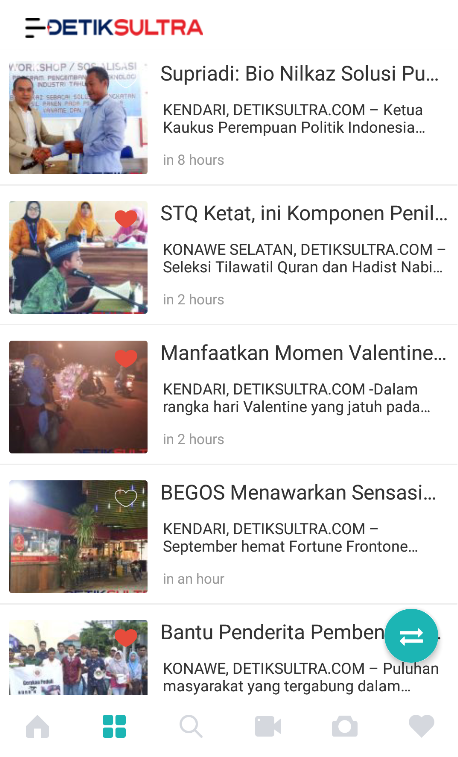 DETIKSULTRA
WORKSHOP / SOSIALISASI
Supriadi: Bio Nilkaz Solusi Pu...
KENDARI, DETIKSULTRA.COM – Ketua
Kaukus Perempuan Politik Indonesia...
in 8 hours
STQ Ketat, ini Komponen Penil...
KONAWE SELATAN, DETIKSULTRA.COM –
Seleksi Tilawatil Quran dan Hadist Nabi...
in 2 hours
Manfaatkan Momen Valentine...
KENDARI, DETIKSULTRA.COM -Dalam
rangka hari Valentine yang jatuh pada...
in 2 hours
DETIKSULTRA
BEGOS Menawarkan Sensasi...
KENDARI, DETIKSULTRA.COM –
September hemat Fortune Frontone...
in an hour
DETIKSULTRA
Bantu Penderita Pemben
KONAWE, DETIKSULTRA.COM – Puluhan
masyarakat yang tergabung dalam...